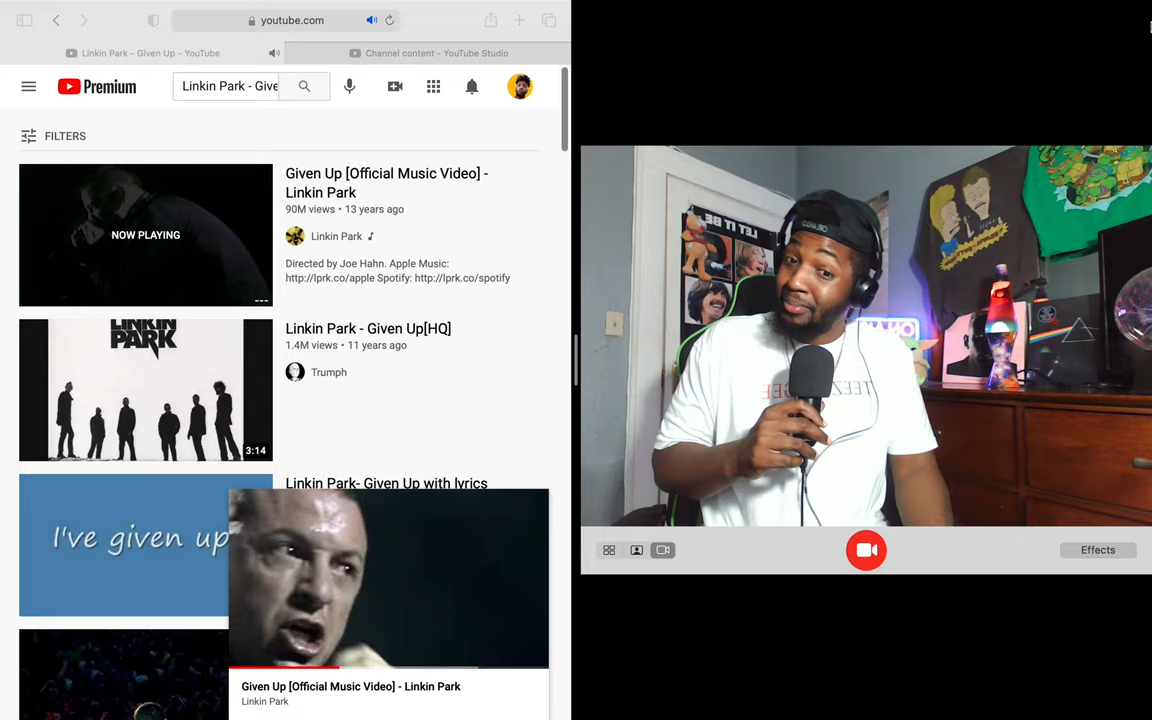 youtube.com
Linkin Park - Given Up - YouTube
Channel content - YouTube Studio
Premium
Linkin Park - Give
FILTERS
NOW PLAYING
Given Up [Official Music Video] -
Linkin Park
90M views • 13 years ago
Linkin Park
Directed by Joe Hahn. Apple Music:
http://lprk.co/apple Spotify: http://lprk.co/spotify
LINKIN
PARK
3:14
Linkin Park - Given Up[HQ]
1.4M views • 11 years ago
Trumph
I've given up
Linkin Park- Given Up with lyrics
Given Up [Official Music Video] - Linkin Park
Linkin Park
LET IT BE
Effects